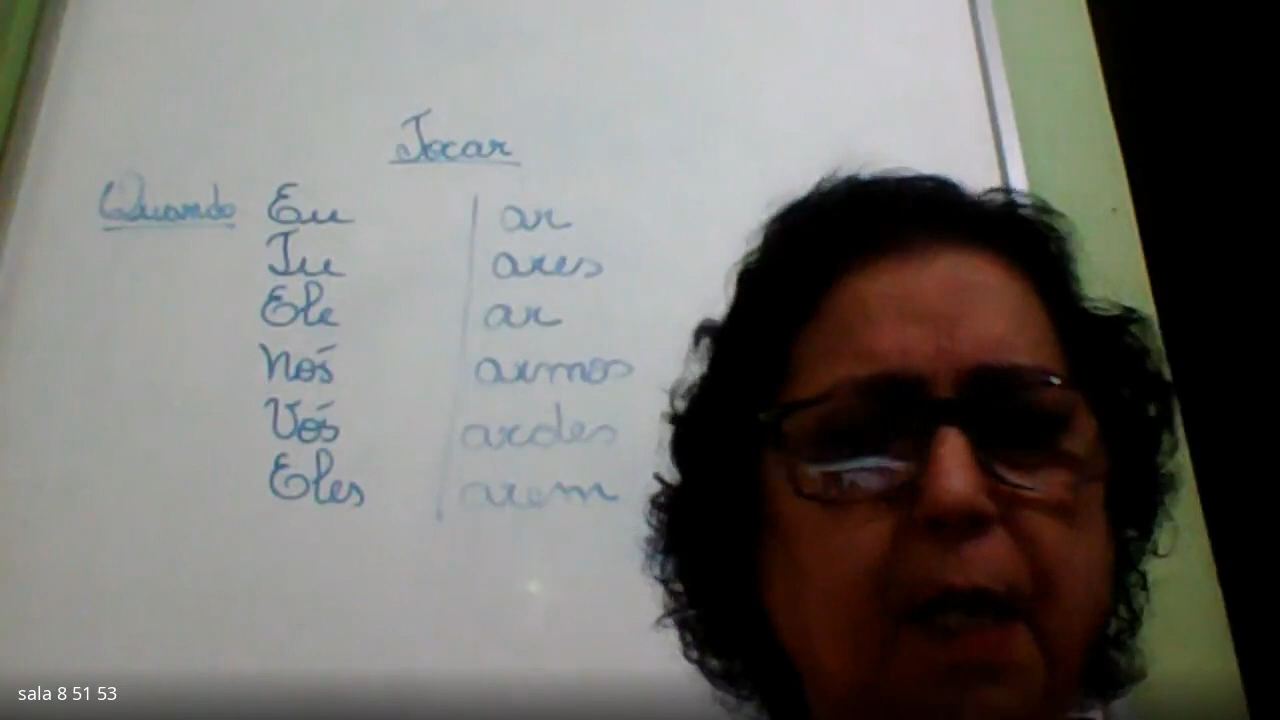 Tocar
Quando Eu | ar
Tu | ares
Ele | ar
Nós | armos
Vós | ardes
Eles | arem
sala 8 51 53